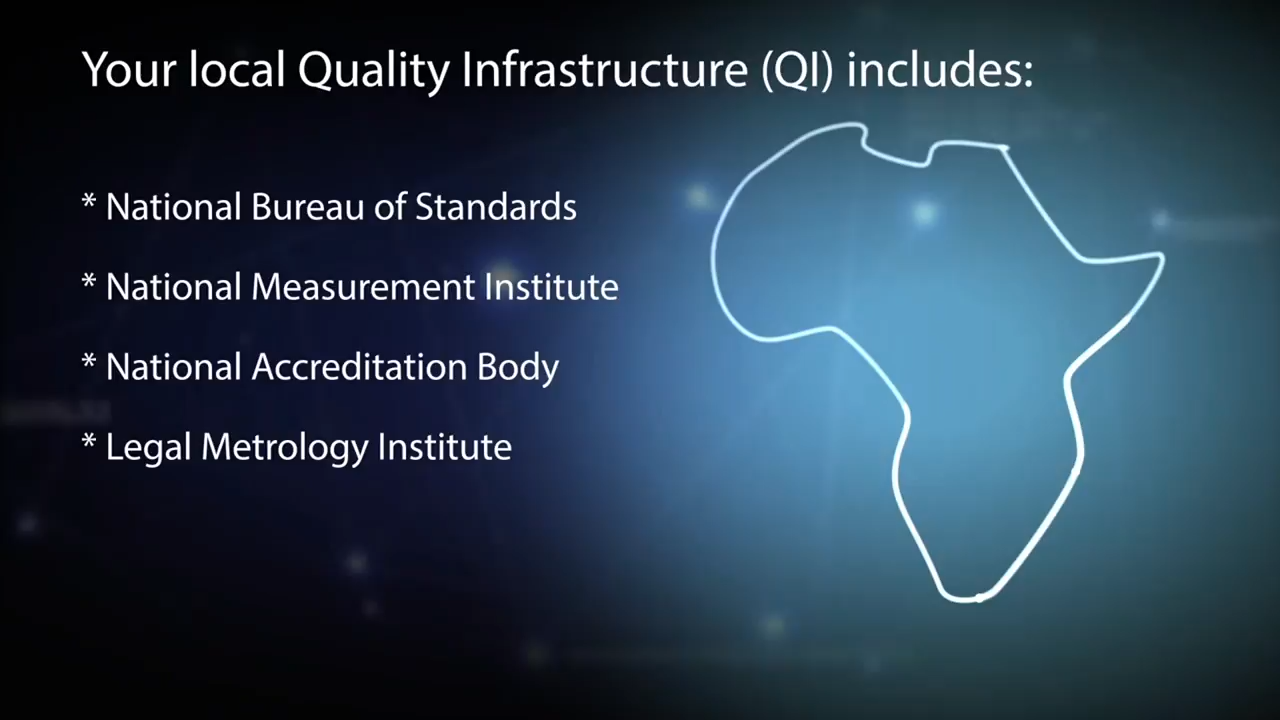 Your local Quality Infrastructure (QI) includes:
* National Bureau of Standards
* National Measurement Institute
* National Accreditation Body
* Legal Metrology Institute